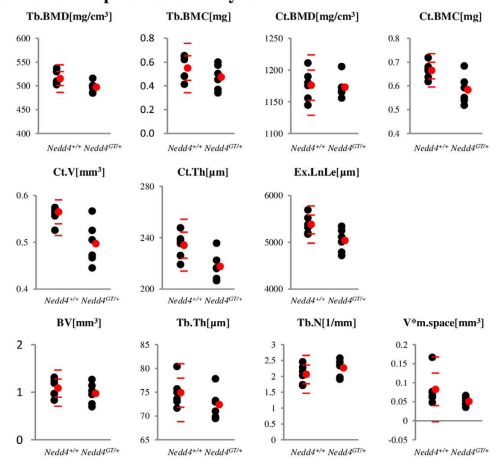 Tb.BMD[mg/cm³] Tb.BMC[mg] Ct.BMD[mg/cm³] Ct.BMC[mg]
600 0.8 1250 0.8
550 0.6 1200 0.7
500 0.4 1150 0.6
450 0.2 1100 0.5
400 0.0 0.4
Nedd4+/+ Nedd4GT/+ Nedd4+/+ Nedd4GT/+ Nedd4+/+ Nedd4GT/+ Nedd4+/+ Nedd4GT/+
Ct.V[mm³] Ct.Th[µm] Ex.LnLe[µm]
0.6 280 6000
0.5 240 5000
0.4 200 4000
Nedd4+/+ Nedd4GT/+ Nedd4+/+ Nedd4GT/+ Nedd4+/+ Nedd4GT/+
BV[mm³] Tb.Th[µm] Tb.N[1/mm] V*m.space[mm³]
2 85 3 0.2
1 80 2.5 0.15
0 75 2 0.1
70 1.5 0.05
65 1 0
0.5 -0.05
0
Nedd4+/+ Nedd4GT/+ Nedd4+/+ Nedd4GT/+ Nedd4+/+ Nedd4GT/+ Nedd4+/+ Nedd4GT/+